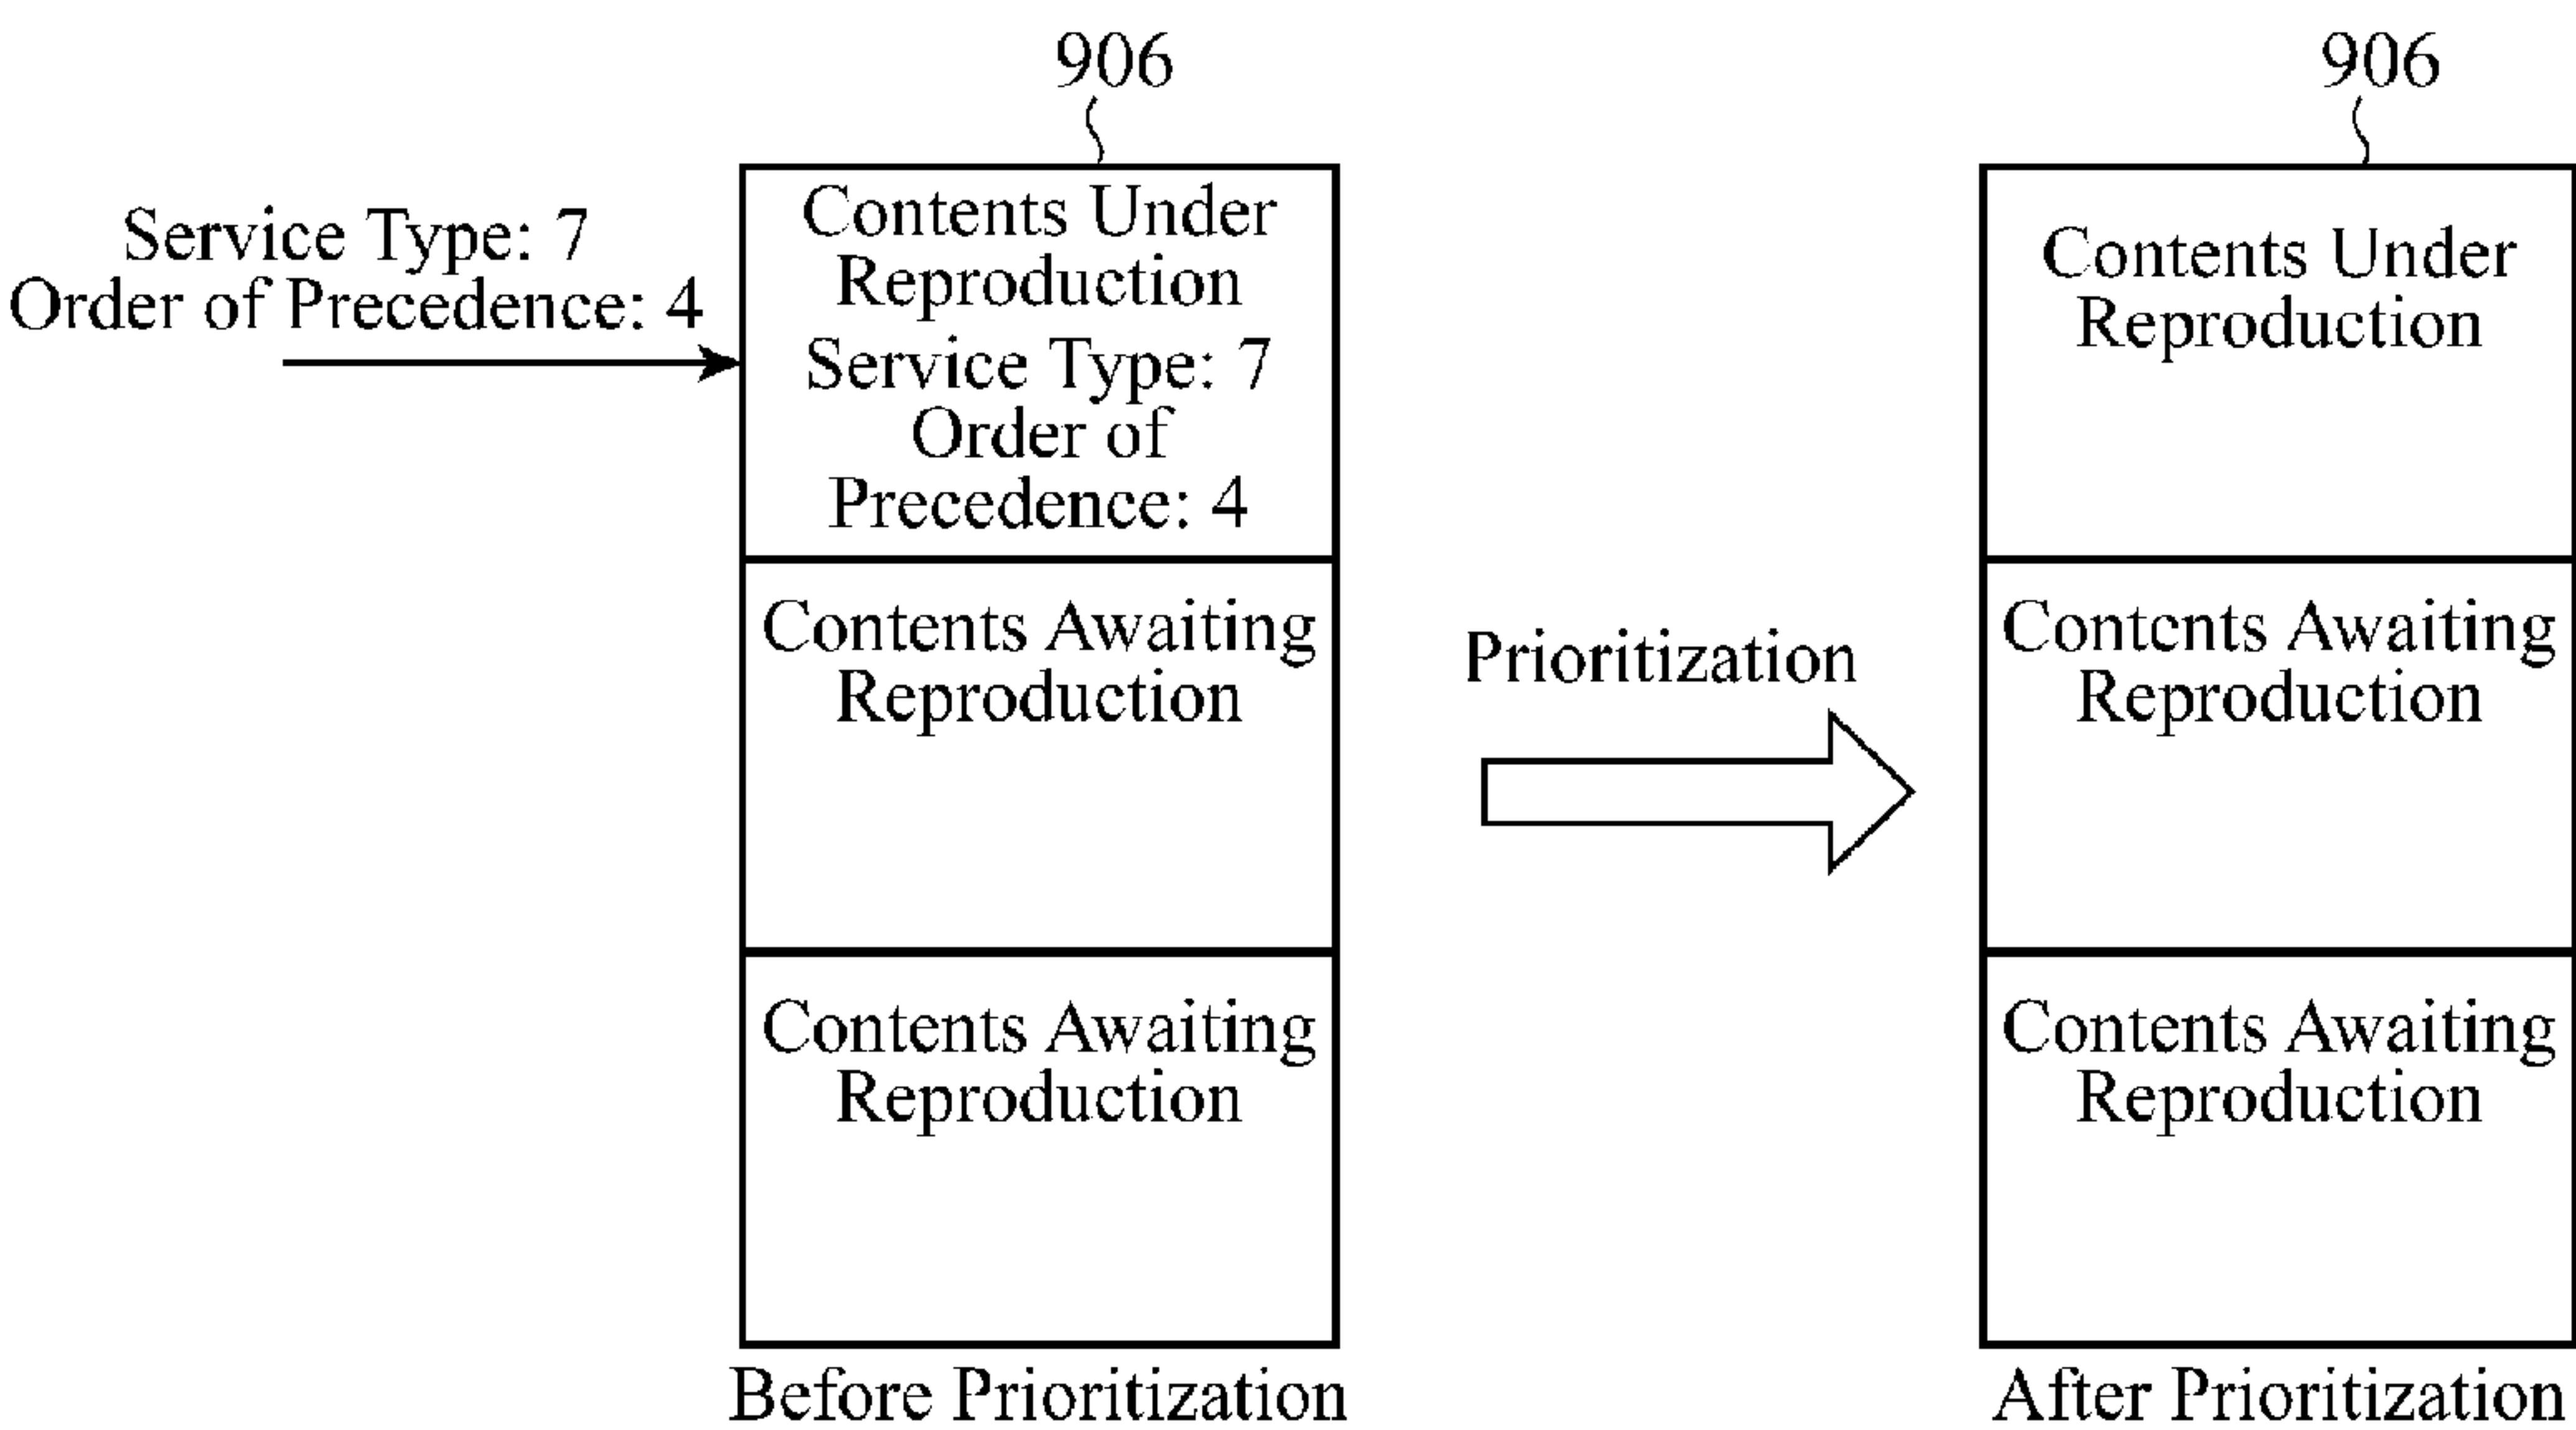 906
Service Type: 7
Order of Precedence: 4
Contents Under
Reproduction
Service Type: 7
Order of
Precedence: 4
Contents Awaiting
Reproduction
Contents Awaiting
Reproduction
Before Prioritization
Prioritization
906
Contents Under
Reproduction
Contents Awaiting
Reproduction
Contents Awaiting
Reproduction
After Prioritization